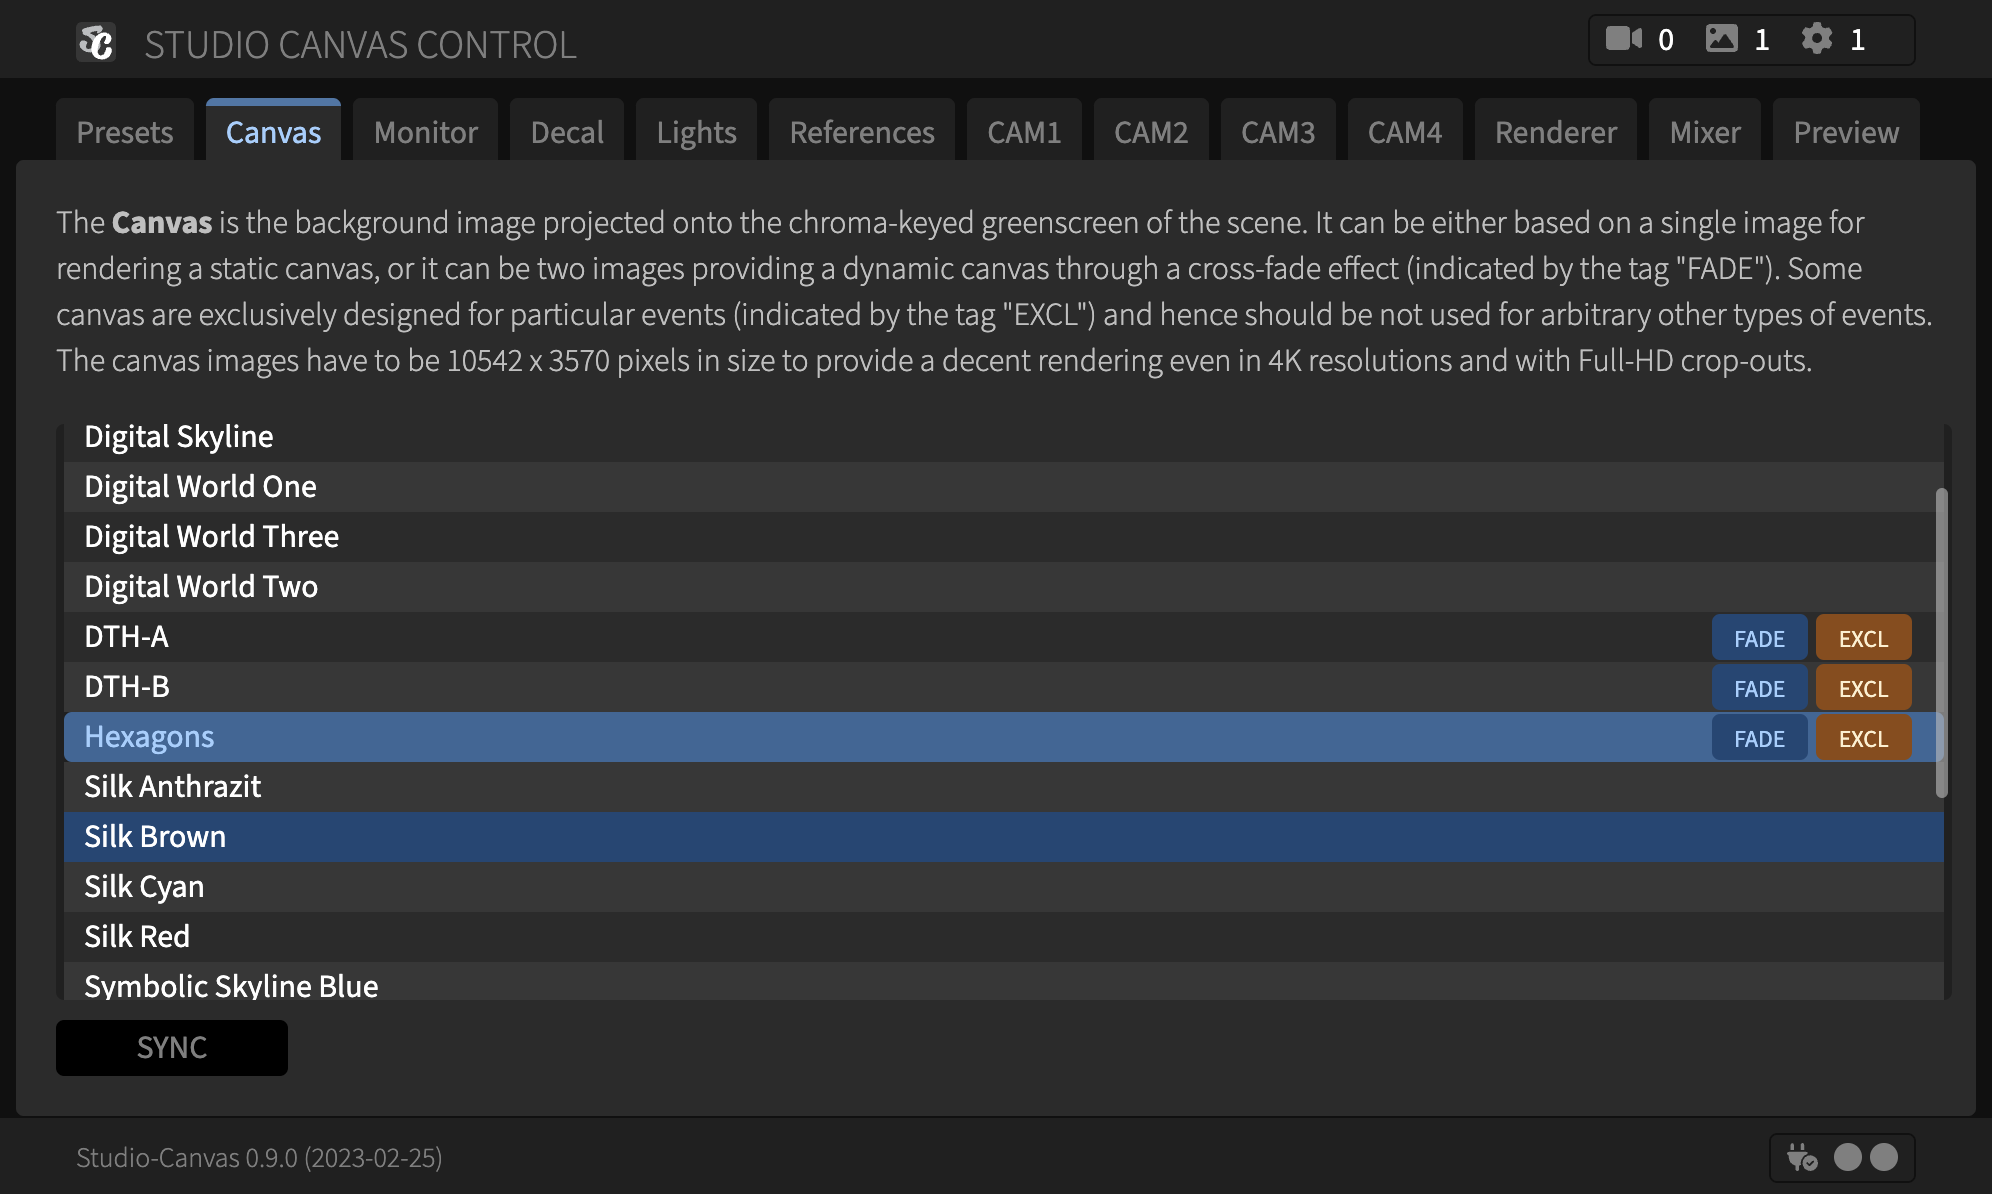 SC STUDIO CANVAS CONTROL 0 1 1
Presets Canvas Monitor Decal Lights References CAM1 CAM2 CAM3 CAM4 Renderer Mixer Preview
The Canvas is the background image projected onto the chroma-keyed greenscreen of the scene. It can be either based on a single image for
rendering a static canvas, or it can be two images providing a dynamic canvas through a cross-fade effect (indicated by the tag "FADE"). Some
canvas are exclusively designed for particular events (indicated by the tag "EXCL") and hence should be not used for arbitrary other types of events.
The canvas images have to be 10542 x 3570 pixels in size to provide a decent rendering even in 4K resolutions and with Full-HD crop-outs.
Digital Skyline
Digital World One
Digital World Three
Digital World Two
DTH-A FADE EXCL
DTH-B FADE EXCL
Hexagons FADE EXCL
Silk Anthrazit
Silk Brown
Silk Cyan
Silk Red
Symbolic Skyline Blue
SYNC
Studio-Canvas 0.9.0 (2023-02-25)